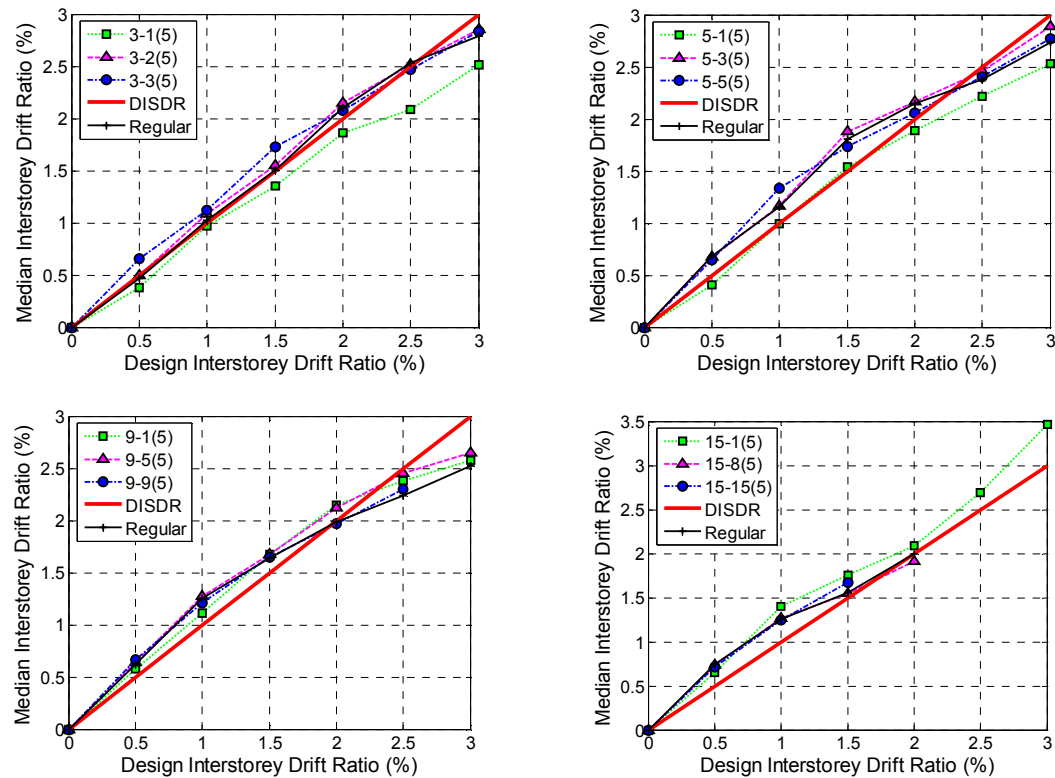 3
2.5
2
1.5
1
0.5
0
0 0.5 1 1.5 2 2.5 3
Median Interstorey Drift Ratio (%)
Design Interstorey Drift Ratio (%)
3-1(5)
3-2(5)
3-3(5)
DISDR
Regular
3
2.5
2
1.5
1
0.5
0
0 0.5 1 1.5 2 2.5 3
Median Interstorey Drift Ratio (%)
Design Interstorey Drift Ratio (%)
5-1(5)
5-3(5)
5-5(5)
DISDR
Regular
3
2.5
2
1.5
1
0.5
0
0 0.5 1 1.5 2 2.5 3
Median Interstorey Drift Ratio (%)
Design Interstorey Drift Ratio (%)
9-1(5)
9-5(5)
9-9(5)
DISDR
Regular
3.5
3
2.5
2
1.5
1
0.5
0
0 0.5 1 1.5 2 2.5 3
Median Interstorey Drift Ratio (%)
Design Interstorey Drift Ratio (%)
15-1(5)
15-8(5)
15-15(5)
DISDR
Regular